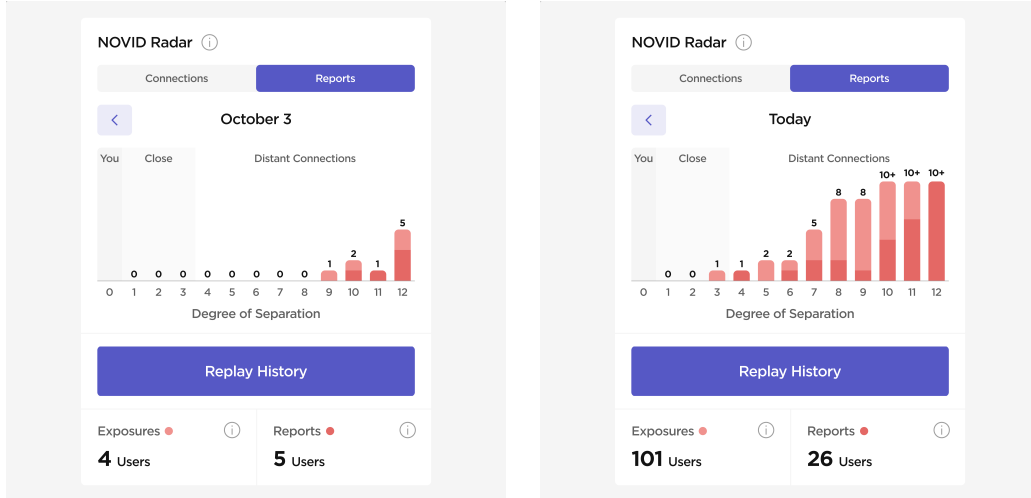 NOVID Radar
Connections Reports
October 3
You Close Distant Connections
0 0 0 0 0 0 0 0 1 2 1 5
0 1 2 3 4 5 6 7 8 9 10 11 12
Degree of Separation
Replay History
Exposures Reports
4 Users 5 Users
NOVID Radar
Connections Reports
Today
You Close Distant Connections
0 0 1 1 2 2 5 8 8 10+ 10+ 10+
0 1 2 3 4 5 6 7 8 9 10 11 12
Degree of Separation
Replay History
Exposures Reports
101 Users 26 Users